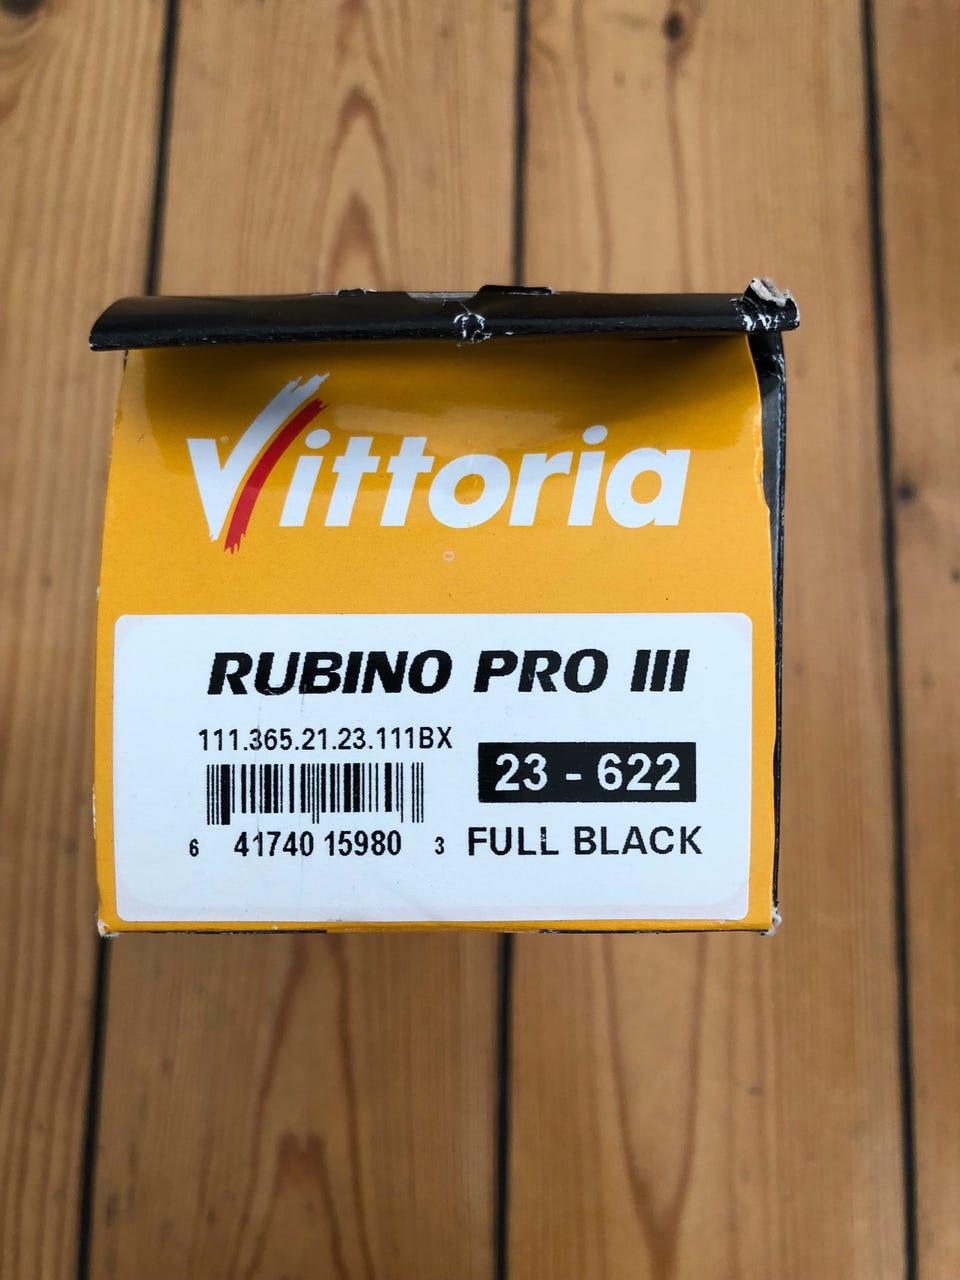 Vittoria
RUBINO PRO III
111.365.21.23.111BX
23 - 622
6 41740 15980 3
FULL BLACK